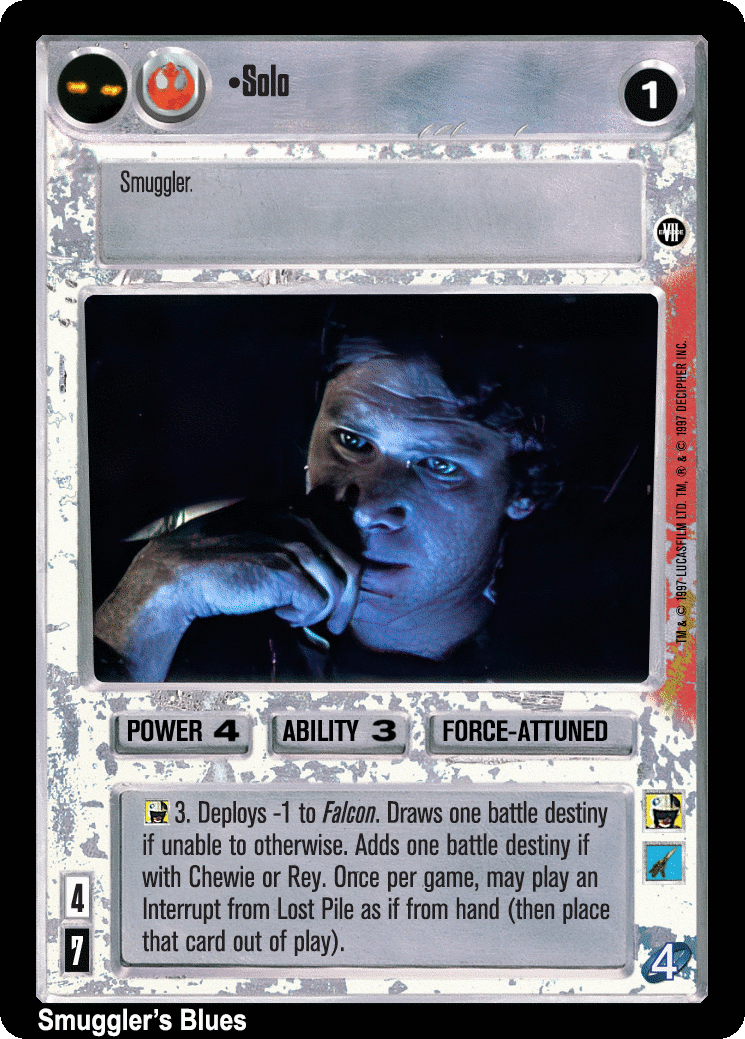 •Solo
1
Smuggler.
EPISODE VII
TM & © 1997 LUCASFILM LTD. TM, ® & © 1997 DECIPHER INC.
POWER 4
ABILITY 3
FORCE-ATTUNED
3. Deploys -1 to Falcon. Draws one battle destiny
if unable to otherwise. Adds one battle destiny if
with Chewie or Rey. Once per game, may play an
Interrupt from Lost Pile as if from hand (then place
that card out of play).
4
7
4
Smuggler's Blues